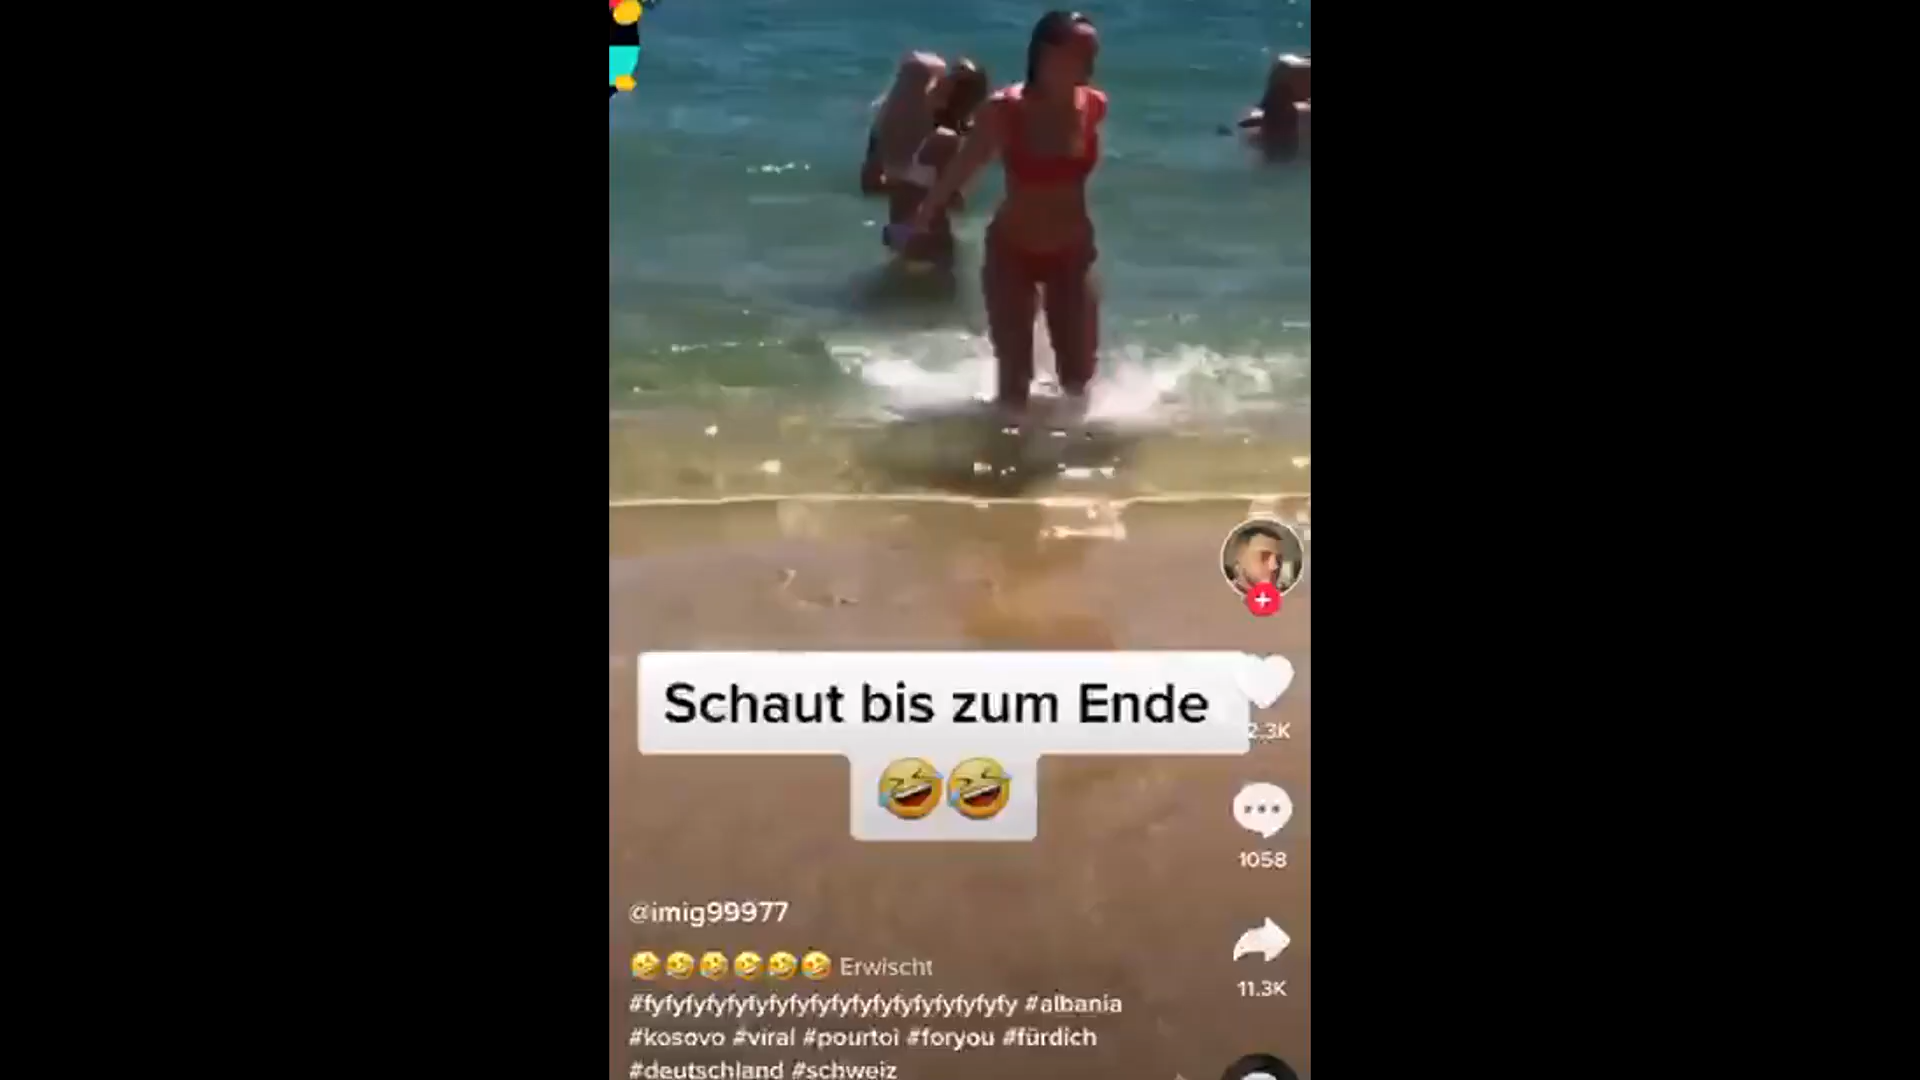 Schaut bis zum Ende
🤣🤣
2.3K
1058
@imig99977
🤣🤣🤣🤣🤣🤣 Erwischt
11.3K
#fyfyfyfyfyfyfyfyfyfyfyfyfyfyfyfyfyfy #albania
#kosovo #viral #pourtoi #foryou #fürdich
#deutschland #schweiz